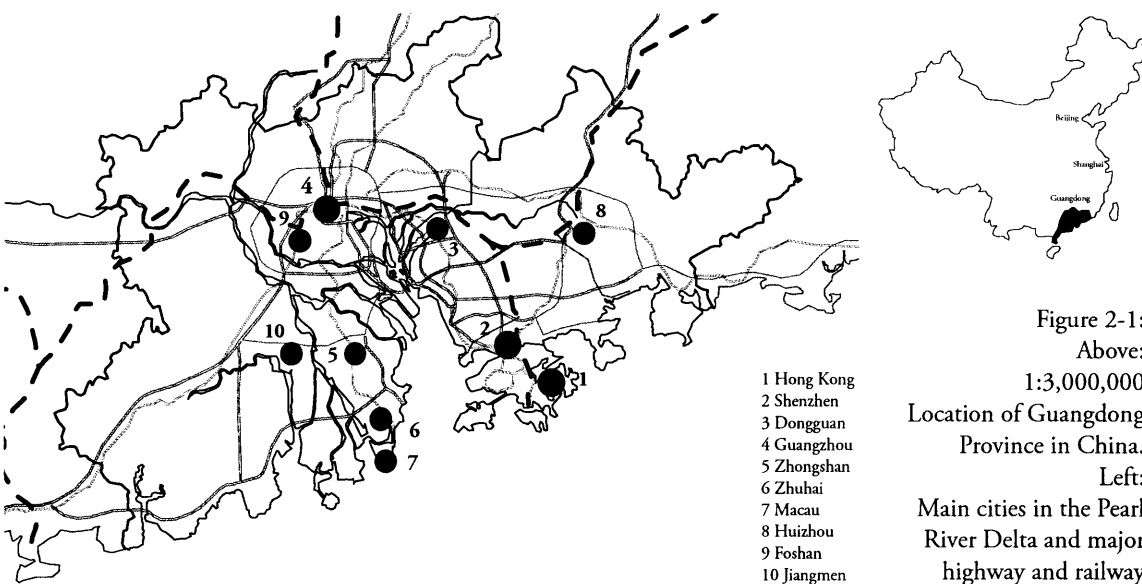 4
9
3
8
10
5
2
1
6
7
Beijing
Shanghai
Guangdong
1 Hong Kong
2 Shenzhen
3 Dongguan
4 Guangzhou
5 Zhongshan
6 Zhuhai
7 Macau
8 Huizhou
9 Foshan
10 Jiangmen
Figure 2-1:
Above:
1:3,000,000
Location of Guangdong
Province in China.
Left:
Main cities in the Pearl
River Delta and major
highway and railway